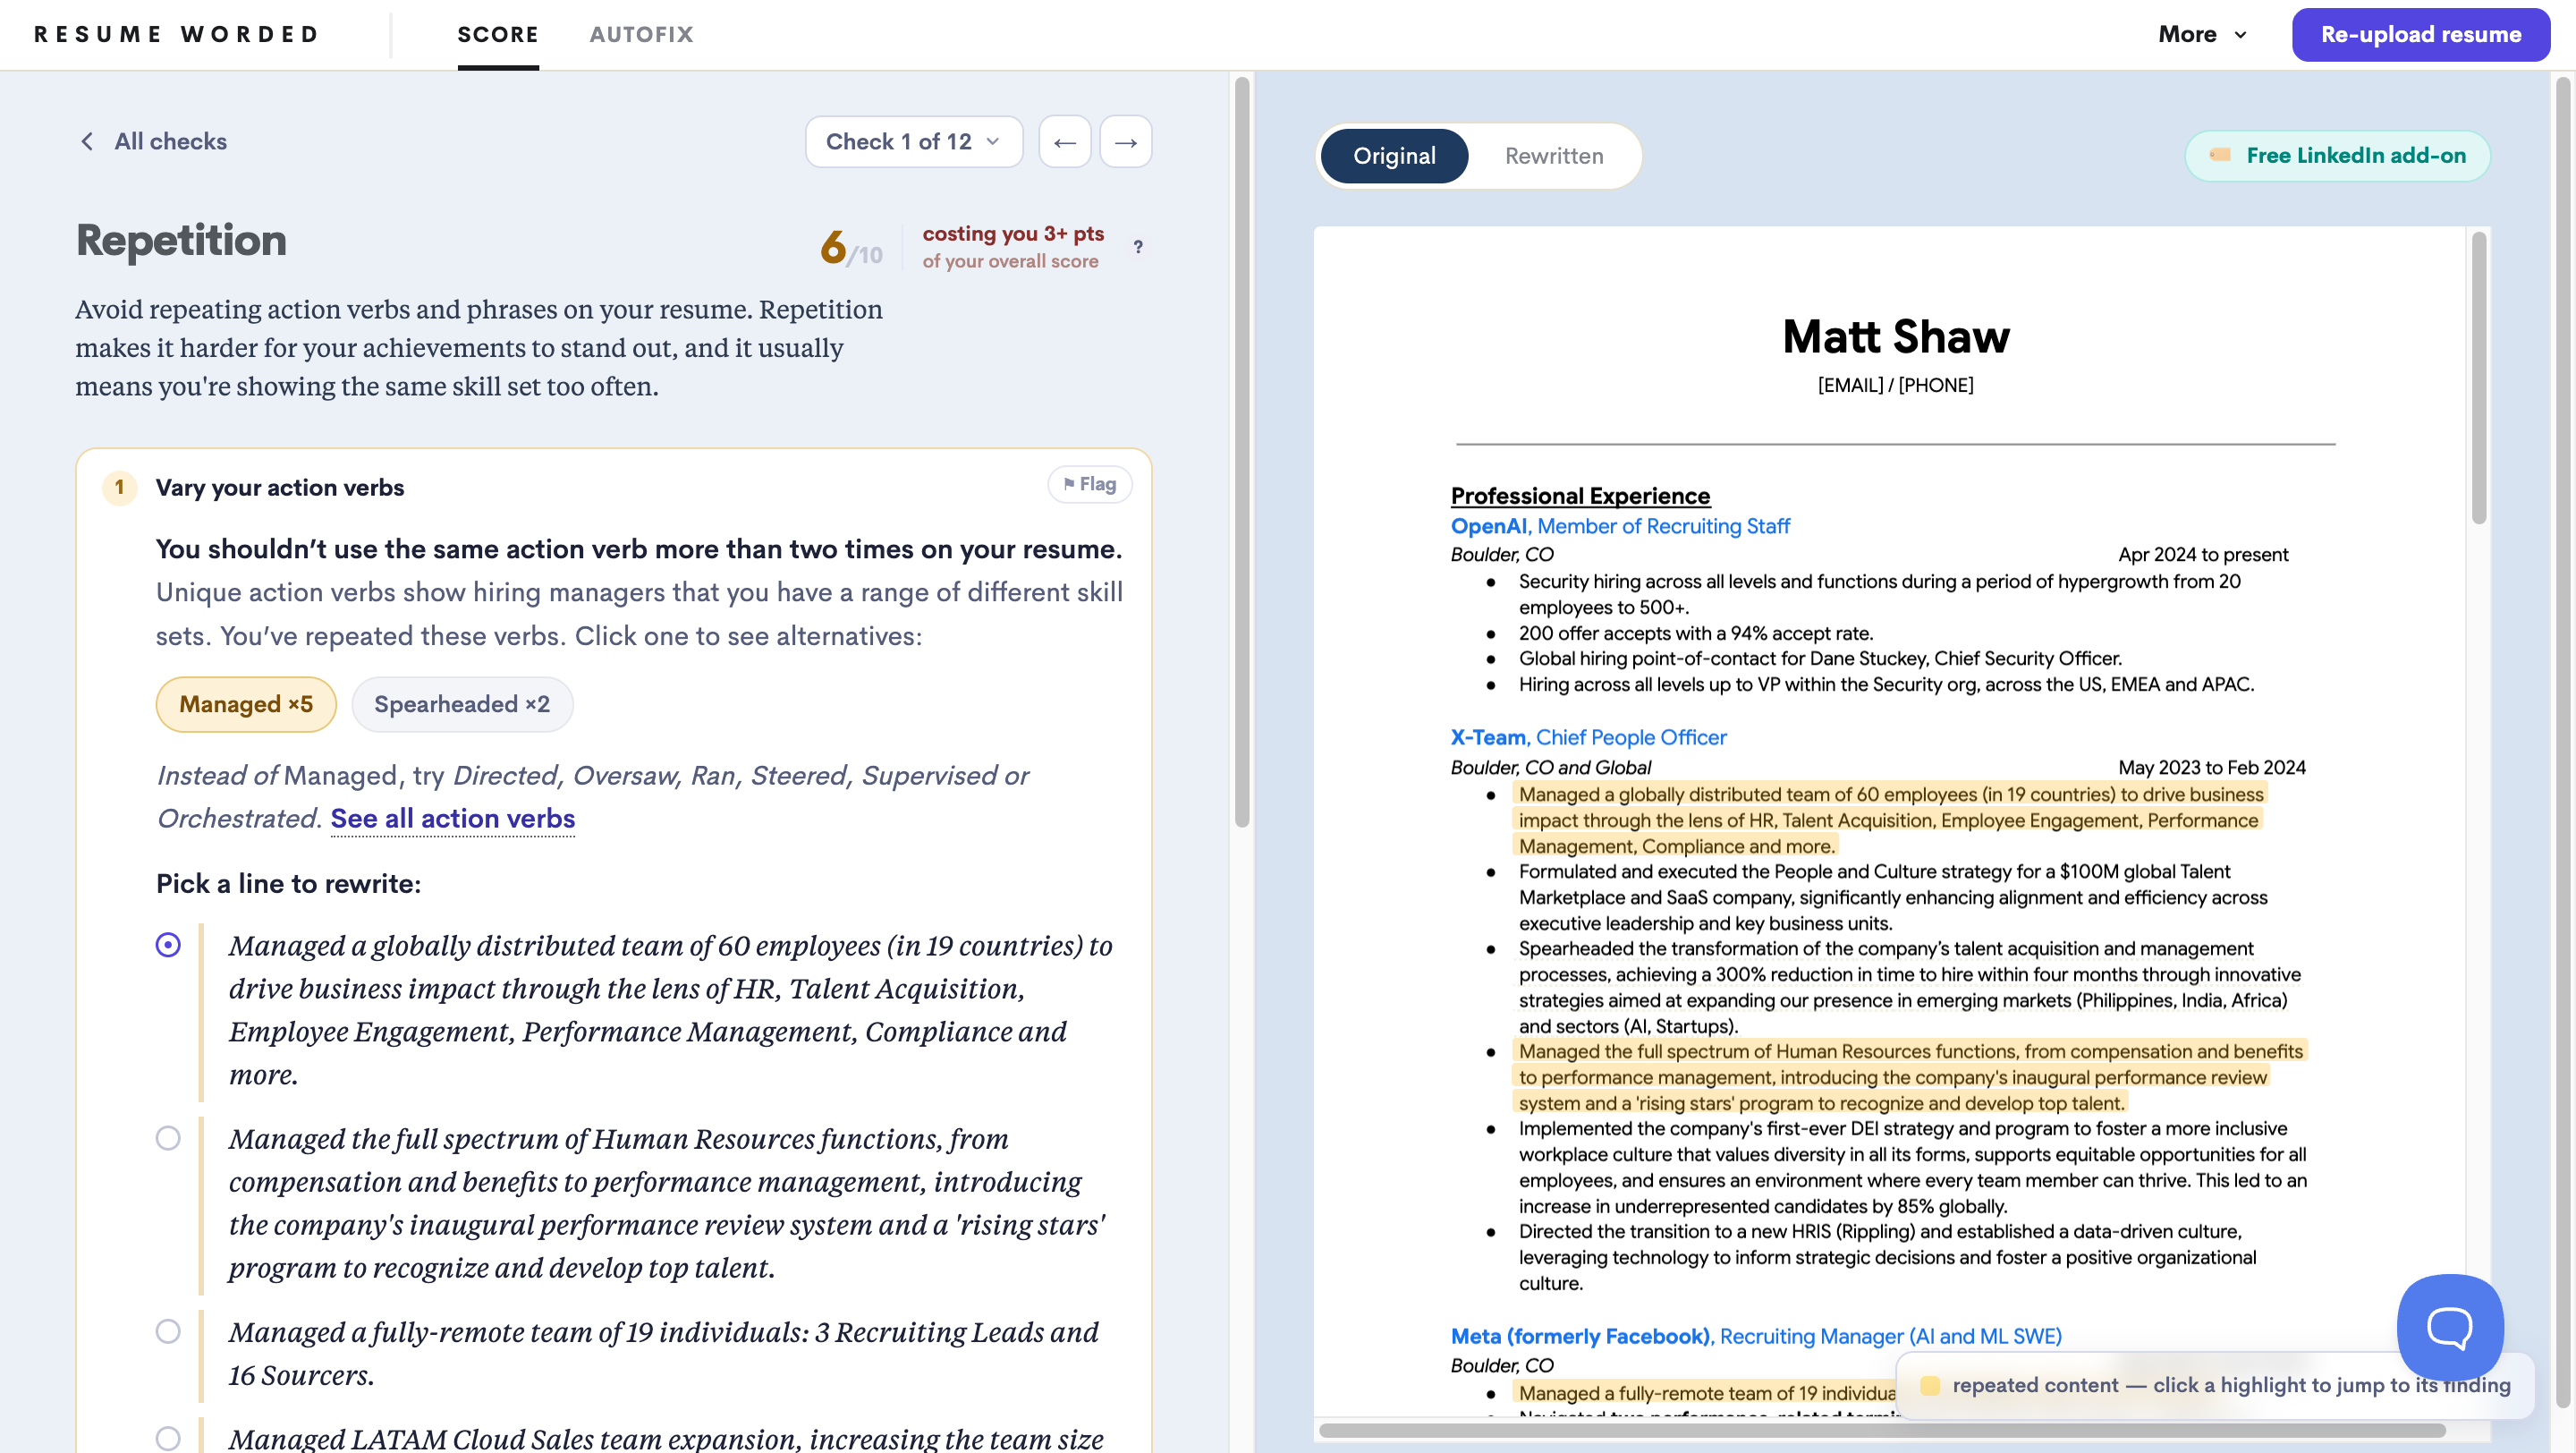 RESUME WORDED
SCORE
AUTOFIX
More
Re-upload resume
All checks
Check 1 of 12
Repetition
6/10
costing you 3+ pts
of your overall score
?
Avoid repeating action verbs and phrases on your resume. Repetition
makes it harder for your achievements to stand out, and it usually
means you're showing the same skill set too often.
1
Vary your action verbs
Flag
You shouldn't use the same action verb more than two times on your resume.
Unique action verbs show hiring managers that you have a range of different skill
sets. You've repeated these verbs. Click one to see alternatives:
Managed ×5
Spearheaded ×2
Instead of Managed, try Directed, Oversaw, Ran, Steered, Supervised or
Orchestrated. See all action verbs
Pick a line to rewrite:
Managed a globally distributed team of 60 employees (in 19 countries) to
drive business impact through the lens of HR, Talent Acquisition,
Employee Engagement, Performance Management, Compliance and
more.
Managed the full spectrum of Human Resources functions, from
compensation and benefits to performance management, introducing
the company's inaugural performance review system and a 'rising stars'
program to recognize and develop top talent.
Managed a fully-remote team of 19 individuals: 3 Recruiting Leads and
16 Sourcers.
Managed LATAM Cloud Sales team expansion, increasing the team size
Original
Rewritten
Free LinkedIn add-on
Matt Shaw
[EMAIL] / [PHONE]
Professional Experience
OpenAI, Member of Recruiting Staff
Boulder, CO
Apr 2024 to present
● Security hiring across all levels and functions during a period of hypergrowth from 20
employees to 500+.
● 200 offer accepts with a 94% accept rate.
● Global hiring point-of-contact for Dane Stuckey, Chief Security Officer.
● Hiring across all levels up to VP within the Security org, across the US, EMEA and APAC.
X-Team, Chief People Officer
Boulder, CO and Global
May 2023 to Feb 2024
● Managed a globally distributed team of 60 employees (in 19 countries) to drive business
impact through the lens of HR, Talent Acquisition, Employee Engagement, Performance
Management, Compliance and more.
● Formulated and executed the People and Culture strategy for a $100M global Talent
Marketplace and SaaS company, significantly enhancing alignment and efficiency across
executive leadership and key business units.
● Spearheaded the transformation of the company's talent acquisition and management
processes, achieving a 300% reduction in time to hire within four months through innovative
strategies aimed at expanding our presence in emerging markets (Philippines, India, Africa)
and sectors (AI, Startups).
● Managed the full spectrum of Human Resources functions, from compensation and benefits
to performance management, introducing the company's inaugural performance review
system and a 'rising stars' program to recognize and develop top talent.
● Implemented the company's first-ever DEI strategy and program to foster a more inclusive
workplace culture that values diversity in all its forms, supports equitable opportunities for all
employees, and ensures an environment where every team member can thrive. This led to an
increase in underrepresented candidates by 85% globally.
● Directed the transition to a new HRIS (Rippling) and established a data-driven culture,
leveraging technology to inform strategic decisions and foster a positive organizational
culture.
Meta (formerly Facebook), Recruiting Manager (AI and ML SWE)
Boulder, CO
● Managed a fully-remote team of 19 individua
repeated content — click a highlight to jump to its finding